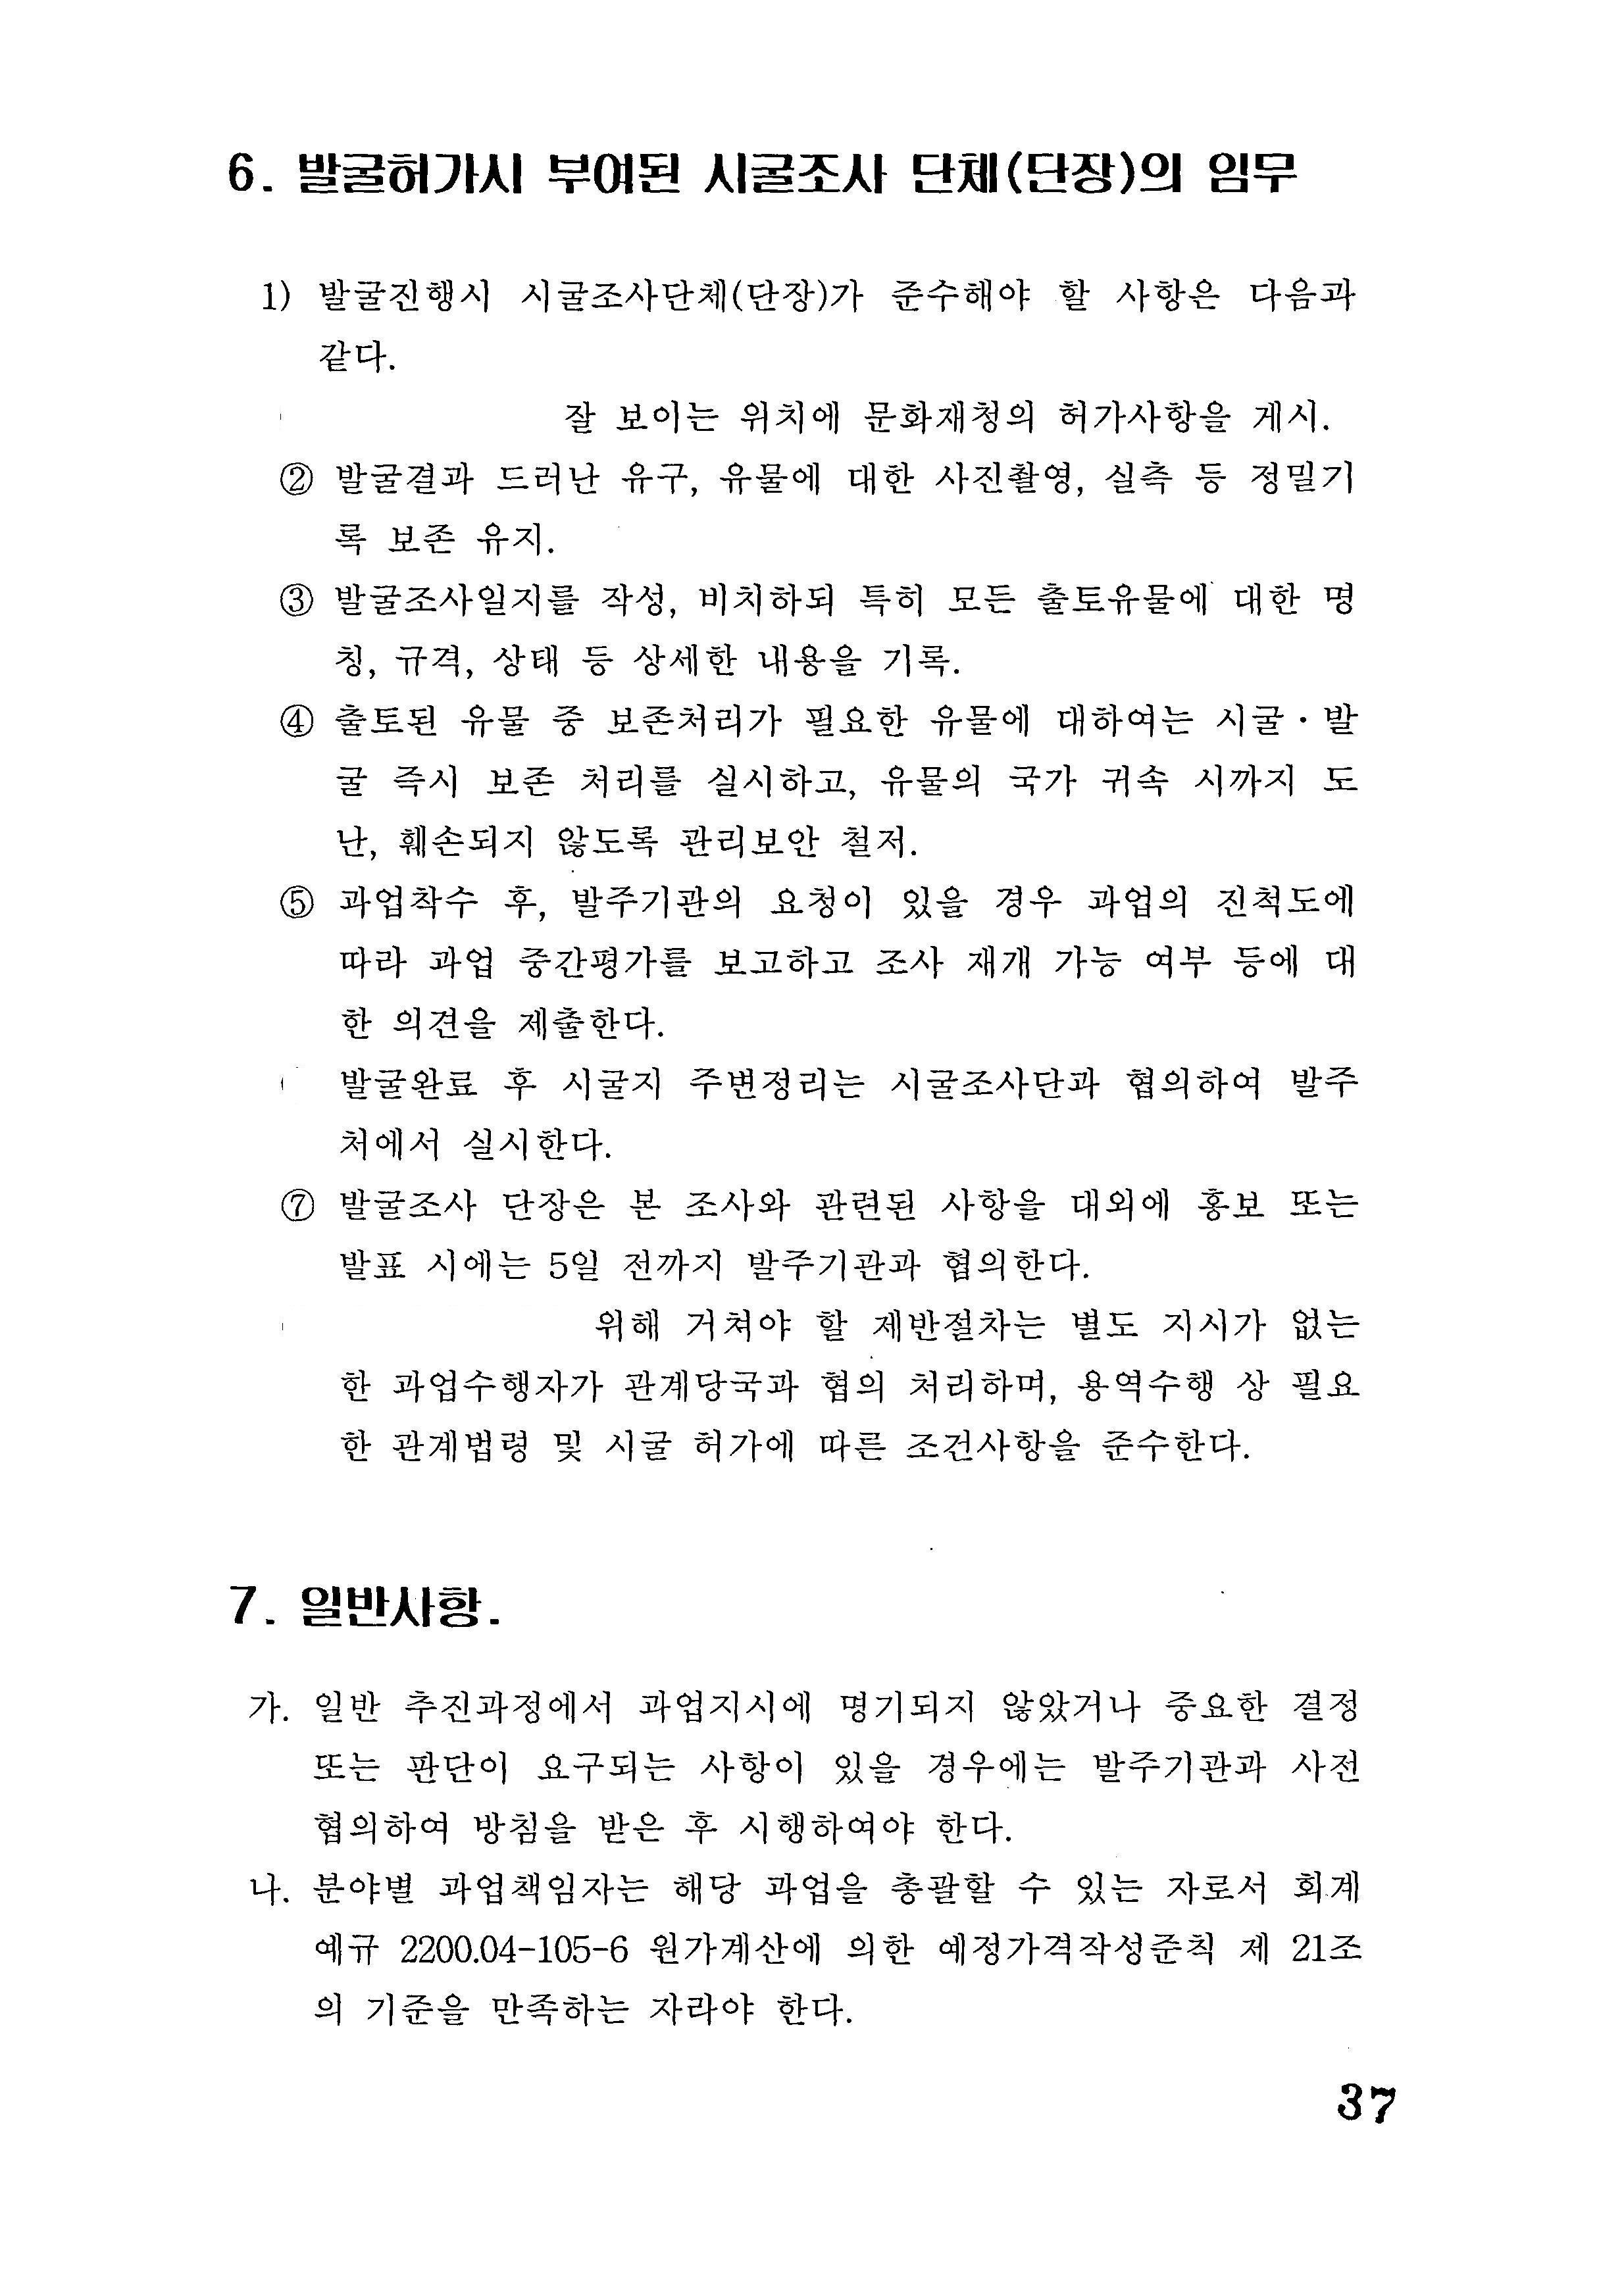 6. 발굴허가시 부여된 시굴조사 단체(단장)의 임무
1) 발굴진행시 시굴조사단체(단장)가 준수해야 할 사항은 다음과
같다.
잘 보이는 위치에 문화재청의 허가사항을 게시.
② 발굴결과 드러난 유구, 유물에 대한 사진촬영, 실측 등 정밀기
록 보존 유지.
③ 발굴조사일지를 작성, 비치하되 특히 모든 출토유물에 대한 명
칭, 규격, 상태 등 상세한 내용을 기록.
④ 출토된 유물 중 보존처리가 필요한 유물에 대하여는 시굴·발
굴 즉시 보존 처리를 실시하고, 유물의 국가 귀속 시까지 도
난, 훼손되지 않도록 관리보안 철저.
⑤ 과업착수 후, 발주기관의 요청이 있을 경우 과업의 진척도에
따라 과업 중간평가를 보고하고 조사 재개 가능 여부 등에 대
한 의견을 제출한다.
발굴완료 후 시굴지 주변정리는 시굴조사단과 협의하여 발주
처에서 실시한다.
⑦ 발굴조사 단장은 본 조사와 관련된 사항을 대외에 홍보 또는
발표 시에는 5일 전까지 발주기관과 협의한다.
위해 거쳐야 할 제반절차는 별도 지시가 없는
한 과업수행자가 관계당국과 협의 처리하며, 용역수행 상 필요
한 관계법령 및 시굴 허가에 따른 조건사항을 준수한다.
7. 일반사항.
가. 일반 추진과정에서 과업지시에 명기되지 않았거나 중요한 결정
또는 판단이 요구되는 사항이 있을 경우에는 발주기관과 사전
협의하여 방침을 받은 후 시행하여야 한다.
나. 분야별 과업책임자는 해당 과업을 총괄할 수 있는 자로서 회계
예규 2200.04-105-6 원가계산에 의한 예정가격작성준칙 제 21조
의 기준을 만족하는 자라야 한다.
37